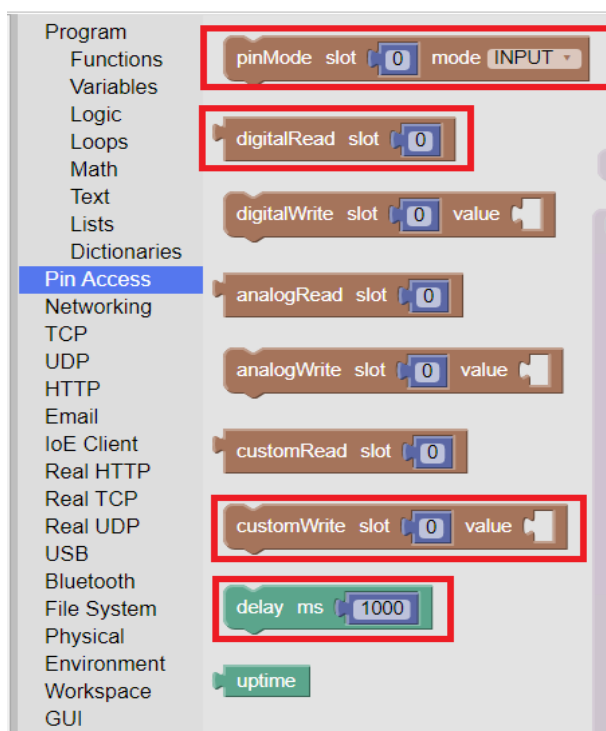 Program
Functions
Variables
Logic
Loops
Math
Text
Lists
Dictionaries
Pin Access
Networking
TCP
UDP
HTTP
Email
IoE Client
Real HTTP
Real TCP
Real UDP
USB
Bluetooth
File System
Physical
Environment
Workspace
GUI
pinMode slot 0 mode INPUT
digitalRead slot 0
digitalWrite slot 0 value
analogRead slot 0
analogWrite slot 0 value
customRead slot 0
customWrite slot 0 value
delay ms 1000
uptime